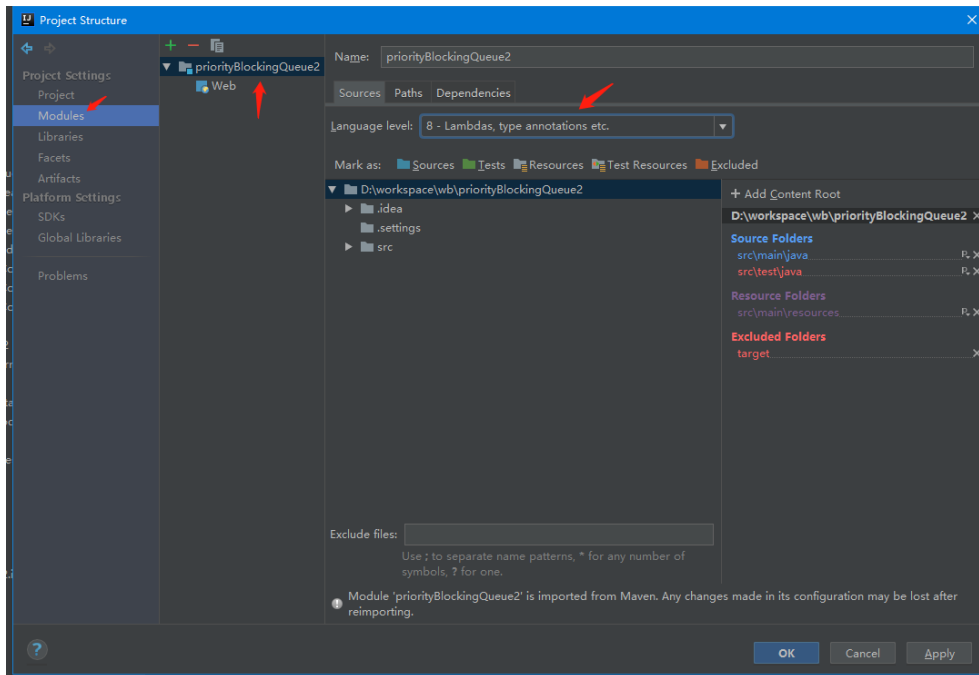 Project Structure
Project Settings
Project
Modules
Libraries
Facets
Artifacts
Platform Settings
SDKs
Global Libraries
Problems
priorityBlockingQueue2
Web
Name: priorityBlockingQueue2
Sources Paths Dependencies
Language level: 8 - Lambdas, type annotations etc.
Mark as: Sources Tests Resources Test Resources Excluded
D:\workspace\wb\priorityBlockingQueue2
.idea
.settings
src
+ Add Content Root
D:\workspace\wb\priorityBlockingQueue2
Source Folders
src\main\java
src\test\java
Resource Folders
src\main\resources
Excluded Folders
target
Exclude files:
Use ; to separate name patterns, * for any number of
symbols, ? for one.
Module 'priorityBlockingQueue2' is imported from Maven. Any changes made in its configuration may be lost after
reimporting.
?
OK Cancel Apply